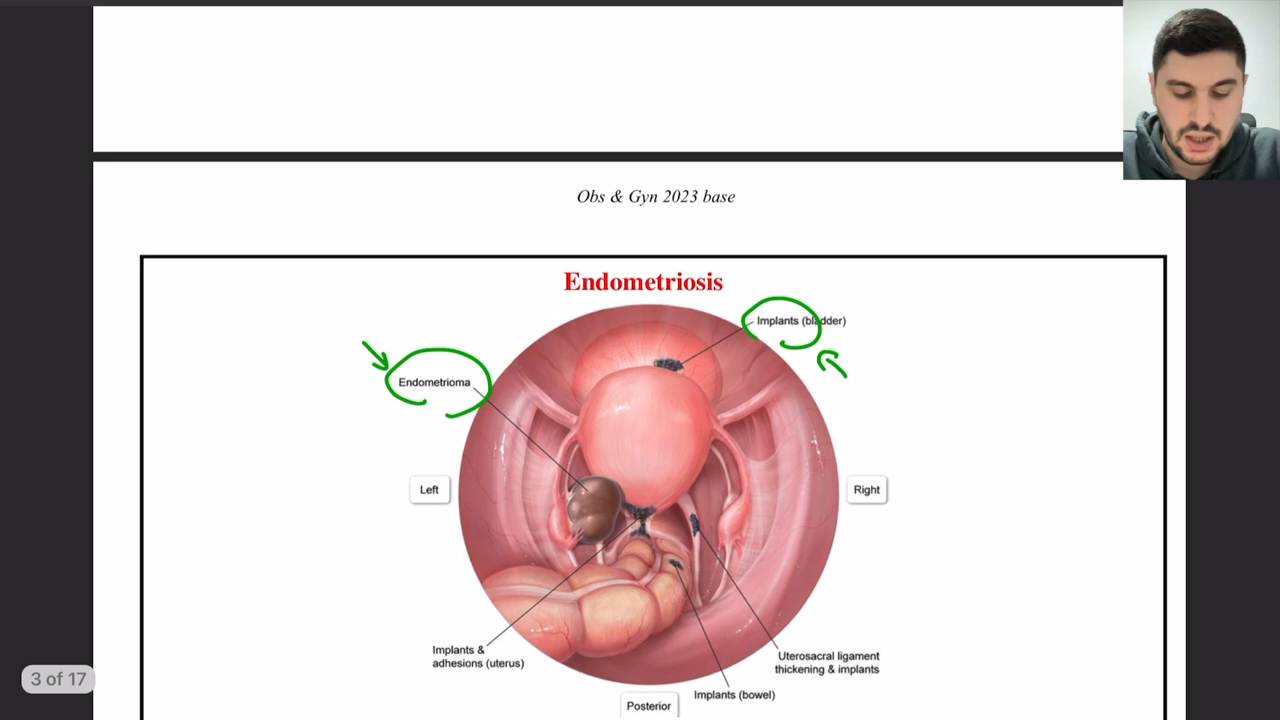 Obs & Gyn 2023 base
Endometriosis
Implants (bladder)
Endometrioma
Left
Right
Implants &
adhesions (uterus)
Uterosacral ligament
thickening & implants
Implants (bowel)
Posterior
3 of 17